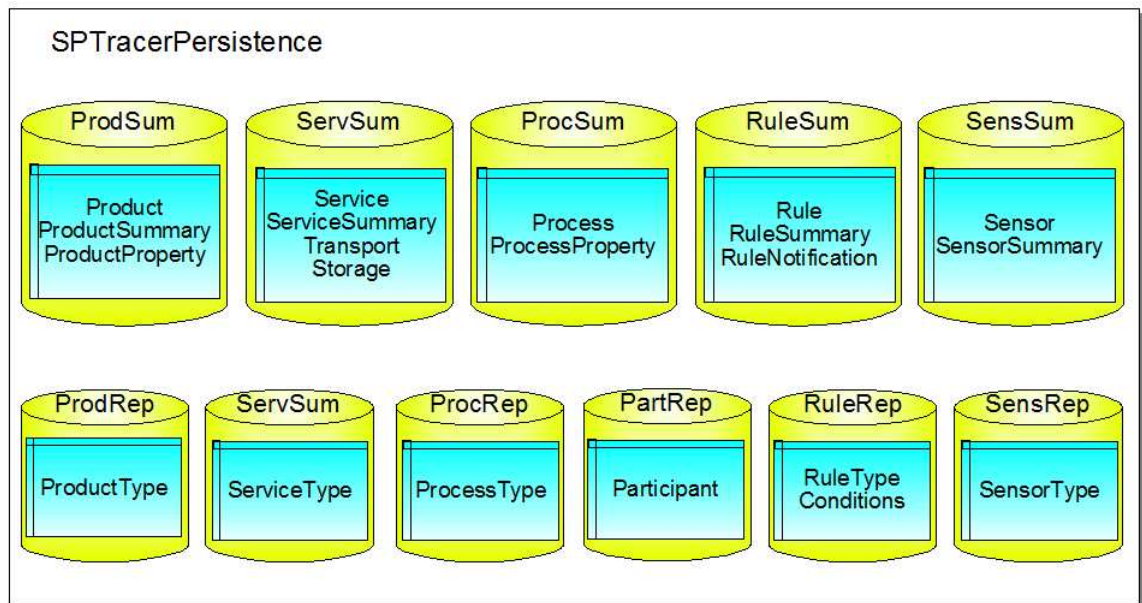 SPTracerPersistence
ProdSum
Product
ProductSummary
ProductProperty
ServSum
Service
ServiceSummary
Transport
Storage
ProcSum
Process
ProcessProperty
RuleSum
Rule
RuleSummary
RuleNotification
SensSum
Sensor
SensorSummary
ProdRep
ProductType
ServSum
ServiceType
ProcRep
ProcessType
PartRep
Participant
RuleRep
RuleType
Conditions
SensRep
SensorType